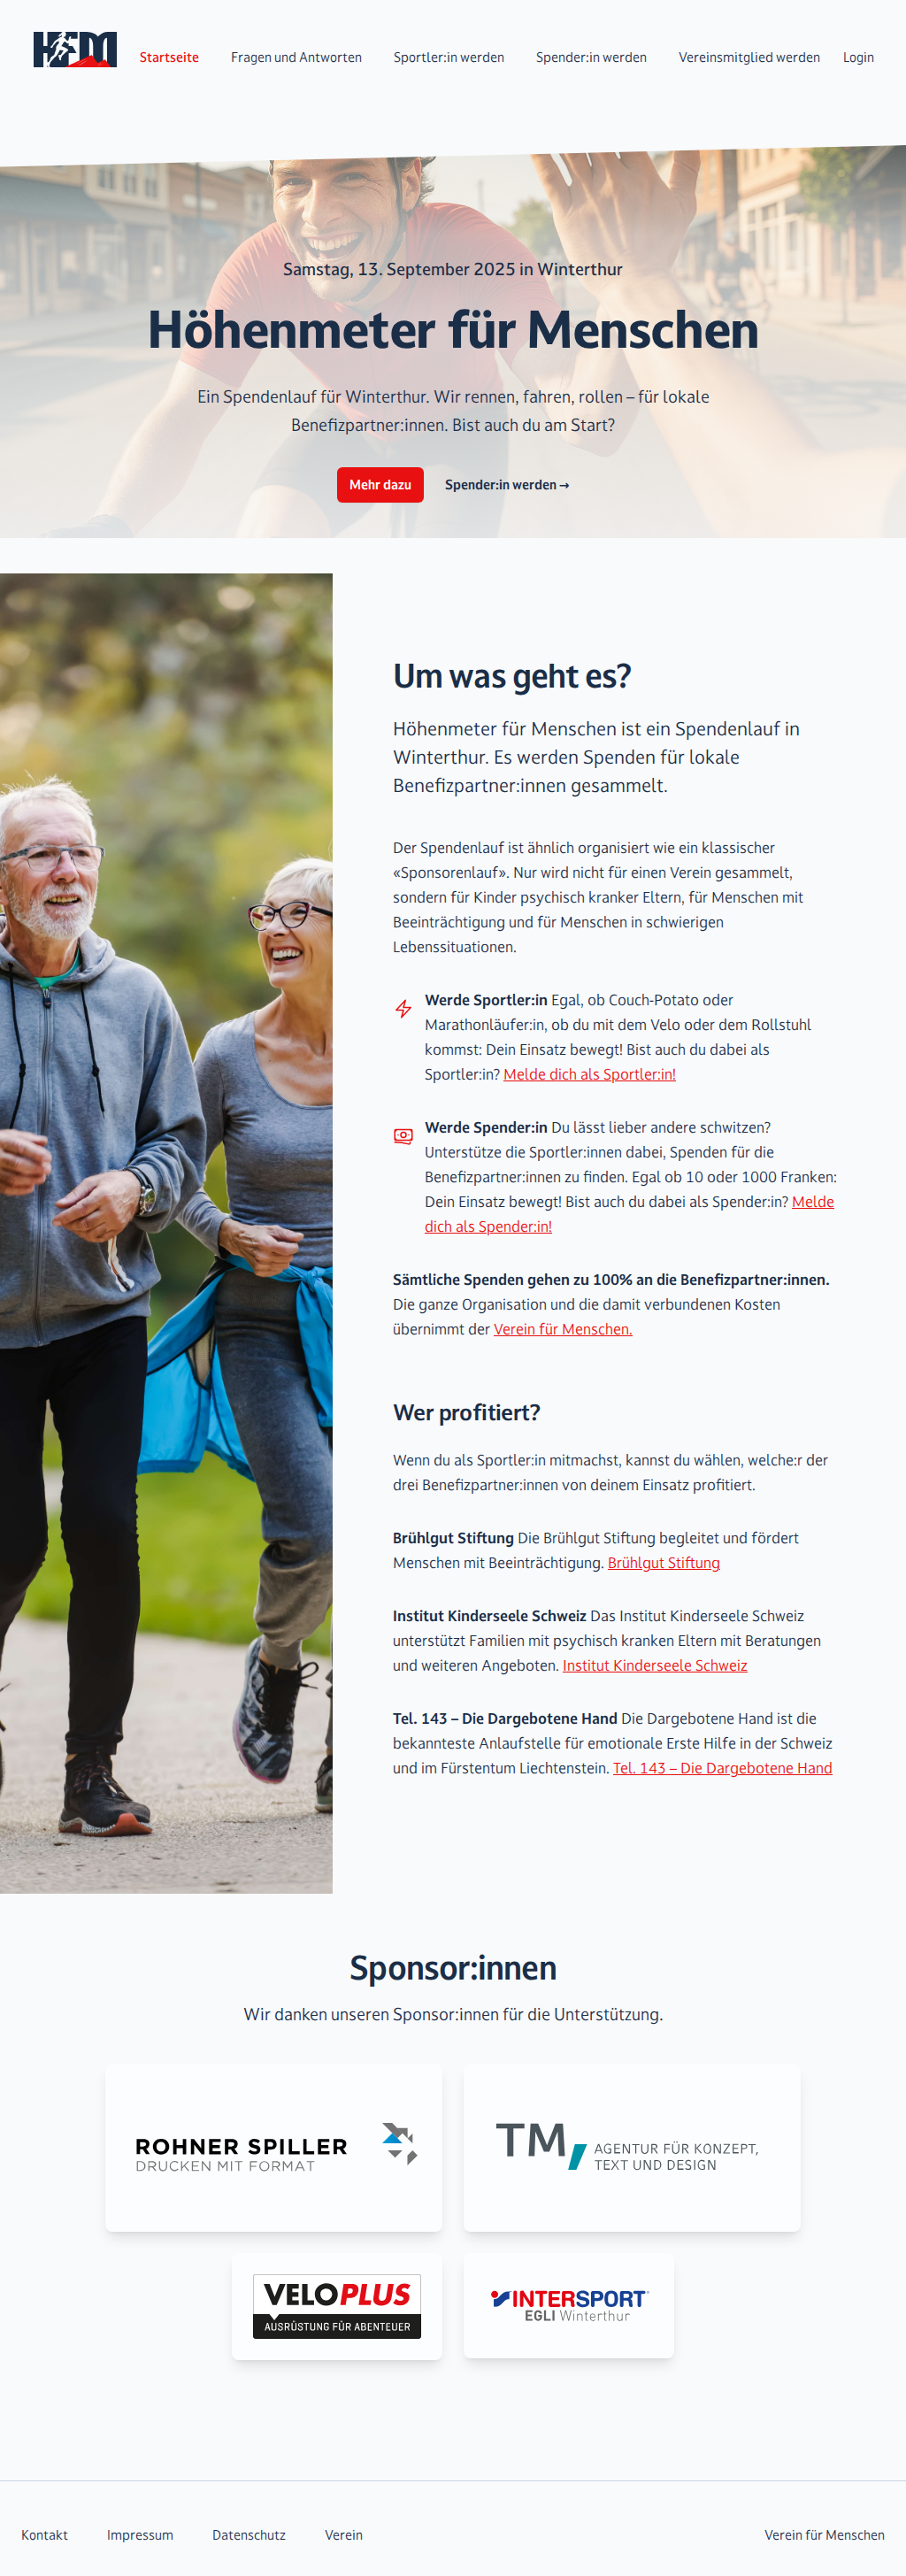 HFM
Startseite
Fragen und Antworten
Sportler:in werden
Spender:in werden
Vereinsmitglied werden
Login
Samstag, 13. September 2025 in Winterthur
Höhenmeter für Menschen
Ein Spendenlauf für Winterthur. Wir rennen, fahren, rollen – für lokale
Benefizpartner:innen. Bist auch du am Start?
Mehr dazu
Spender:in werden →
Um was geht es?
Höhenmeter für Menschen ist ein Spendenlauf in
Winterthur. Es werden Spenden für lokale
Benefizpartner:innen gesammelt.
Der Spendenlauf ist ähnlich organisiert wie ein klassischer
«Sponsorenlauf». Nur wird nicht für einen Verein gesammelt,
sondern für Kinder psychisch kranker Eltern, für Menschen mit
Beeinträchtigung und für Menschen in schwierigen
Lebenssituationen.
Werde Sportler:in Egal, ob Couch-Potato oder
Marathonläufer:in, ob du mit dem Velo oder dem Rollstuhl
kommst: Dein Einsatz bewegt! Bist auch du dabei als
Sportler:in? Melde dich als Sportler:in!
Werde Spender:in Du lässt lieber andere schwitzen?
Unterstütze die Sportler:innen dabei, Spenden für die
Benefizpartner:innen zu finden. Egal ob 10 oder 1000 Franken:
Dein Einsatz bewegt! Bist auch du dabei als Spender:in? Melde
dich als Spender:in!
Sämtliche Spenden gehen zu 100% an die Benefizpartner:innen.
Die ganze Organisation und die damit verbundenen Kosten
übernimmt der Verein für Menschen.
Wer profitiert?
Wenn du als Sportler:in mitmachst, kannst du wählen, welche:r der
drei Benefizpartner:innen von deinem Einsatz profitiert.
Brühlgut Stiftung Die Brühlgut Stiftung begleitet und fördert
Menschen mit Beeinträchtigung. Brühlgut Stiftung
Institut Kinderseele Schweiz Das Institut Kinderseele Schweiz
unterstützt Familien mit psychisch kranken Eltern mit Beratungen
und weiteren Angeboten. Institut Kinderseele Schweiz
Tel. 143 – Die Dargebotene Hand Die Dargebotene Hand ist die
bekannteste Anlaufstelle für emotionale Erste Hilfe in der Schweiz
und im Fürstentum Liechtenstein. Tel. 143 – Die Dargebotene Hand
Sponsor:innen
Wir danken unseren Sponsor:innen für die Unterstützung.
ROHNER SPILLER
DRUCKEN MIT FORMAT
TM,
AGENTUR FÜR KONZEPT,
TEXT UND DESIGN
VELOPLUS
AUSRÜSTUNG FÜR ABENTEUER
INTERSPORT
EGLI Winterthur
Kontakt
Impressum
Datenschutz
Verein
Verein für Menschen